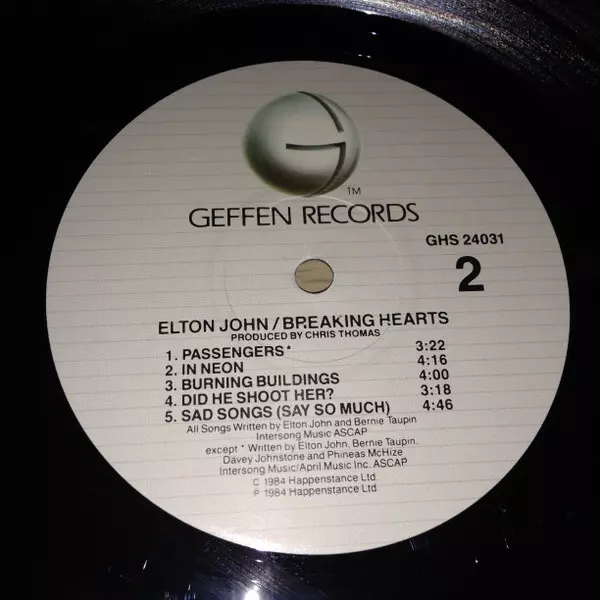 G
TM
GEFFEN RECORDS
GHS 24031
2
ELTON JOHN/BREAKING HEARTS
PRODUCED BY CHRIS THOMAS
1. PASSENGERS* 3:22
2. IN NEON 4:16
3. BURNING BUILDINGS 4:00
4. DID HE SHOOT HER? 3:18
5. SAD SONGS (SAY SO MUCH) 4:46
All Songs Written by Elton John and Bernie Taupin
Intersong Music ASCAP
except * Written by Elton John, Bernie Taupin,
Davey Johnstone and Phineas McHize
Intersong Music/April Music Inc. ASCAP
C 1984 Happenstance Ltd
P 1984 Happenstance Ltd